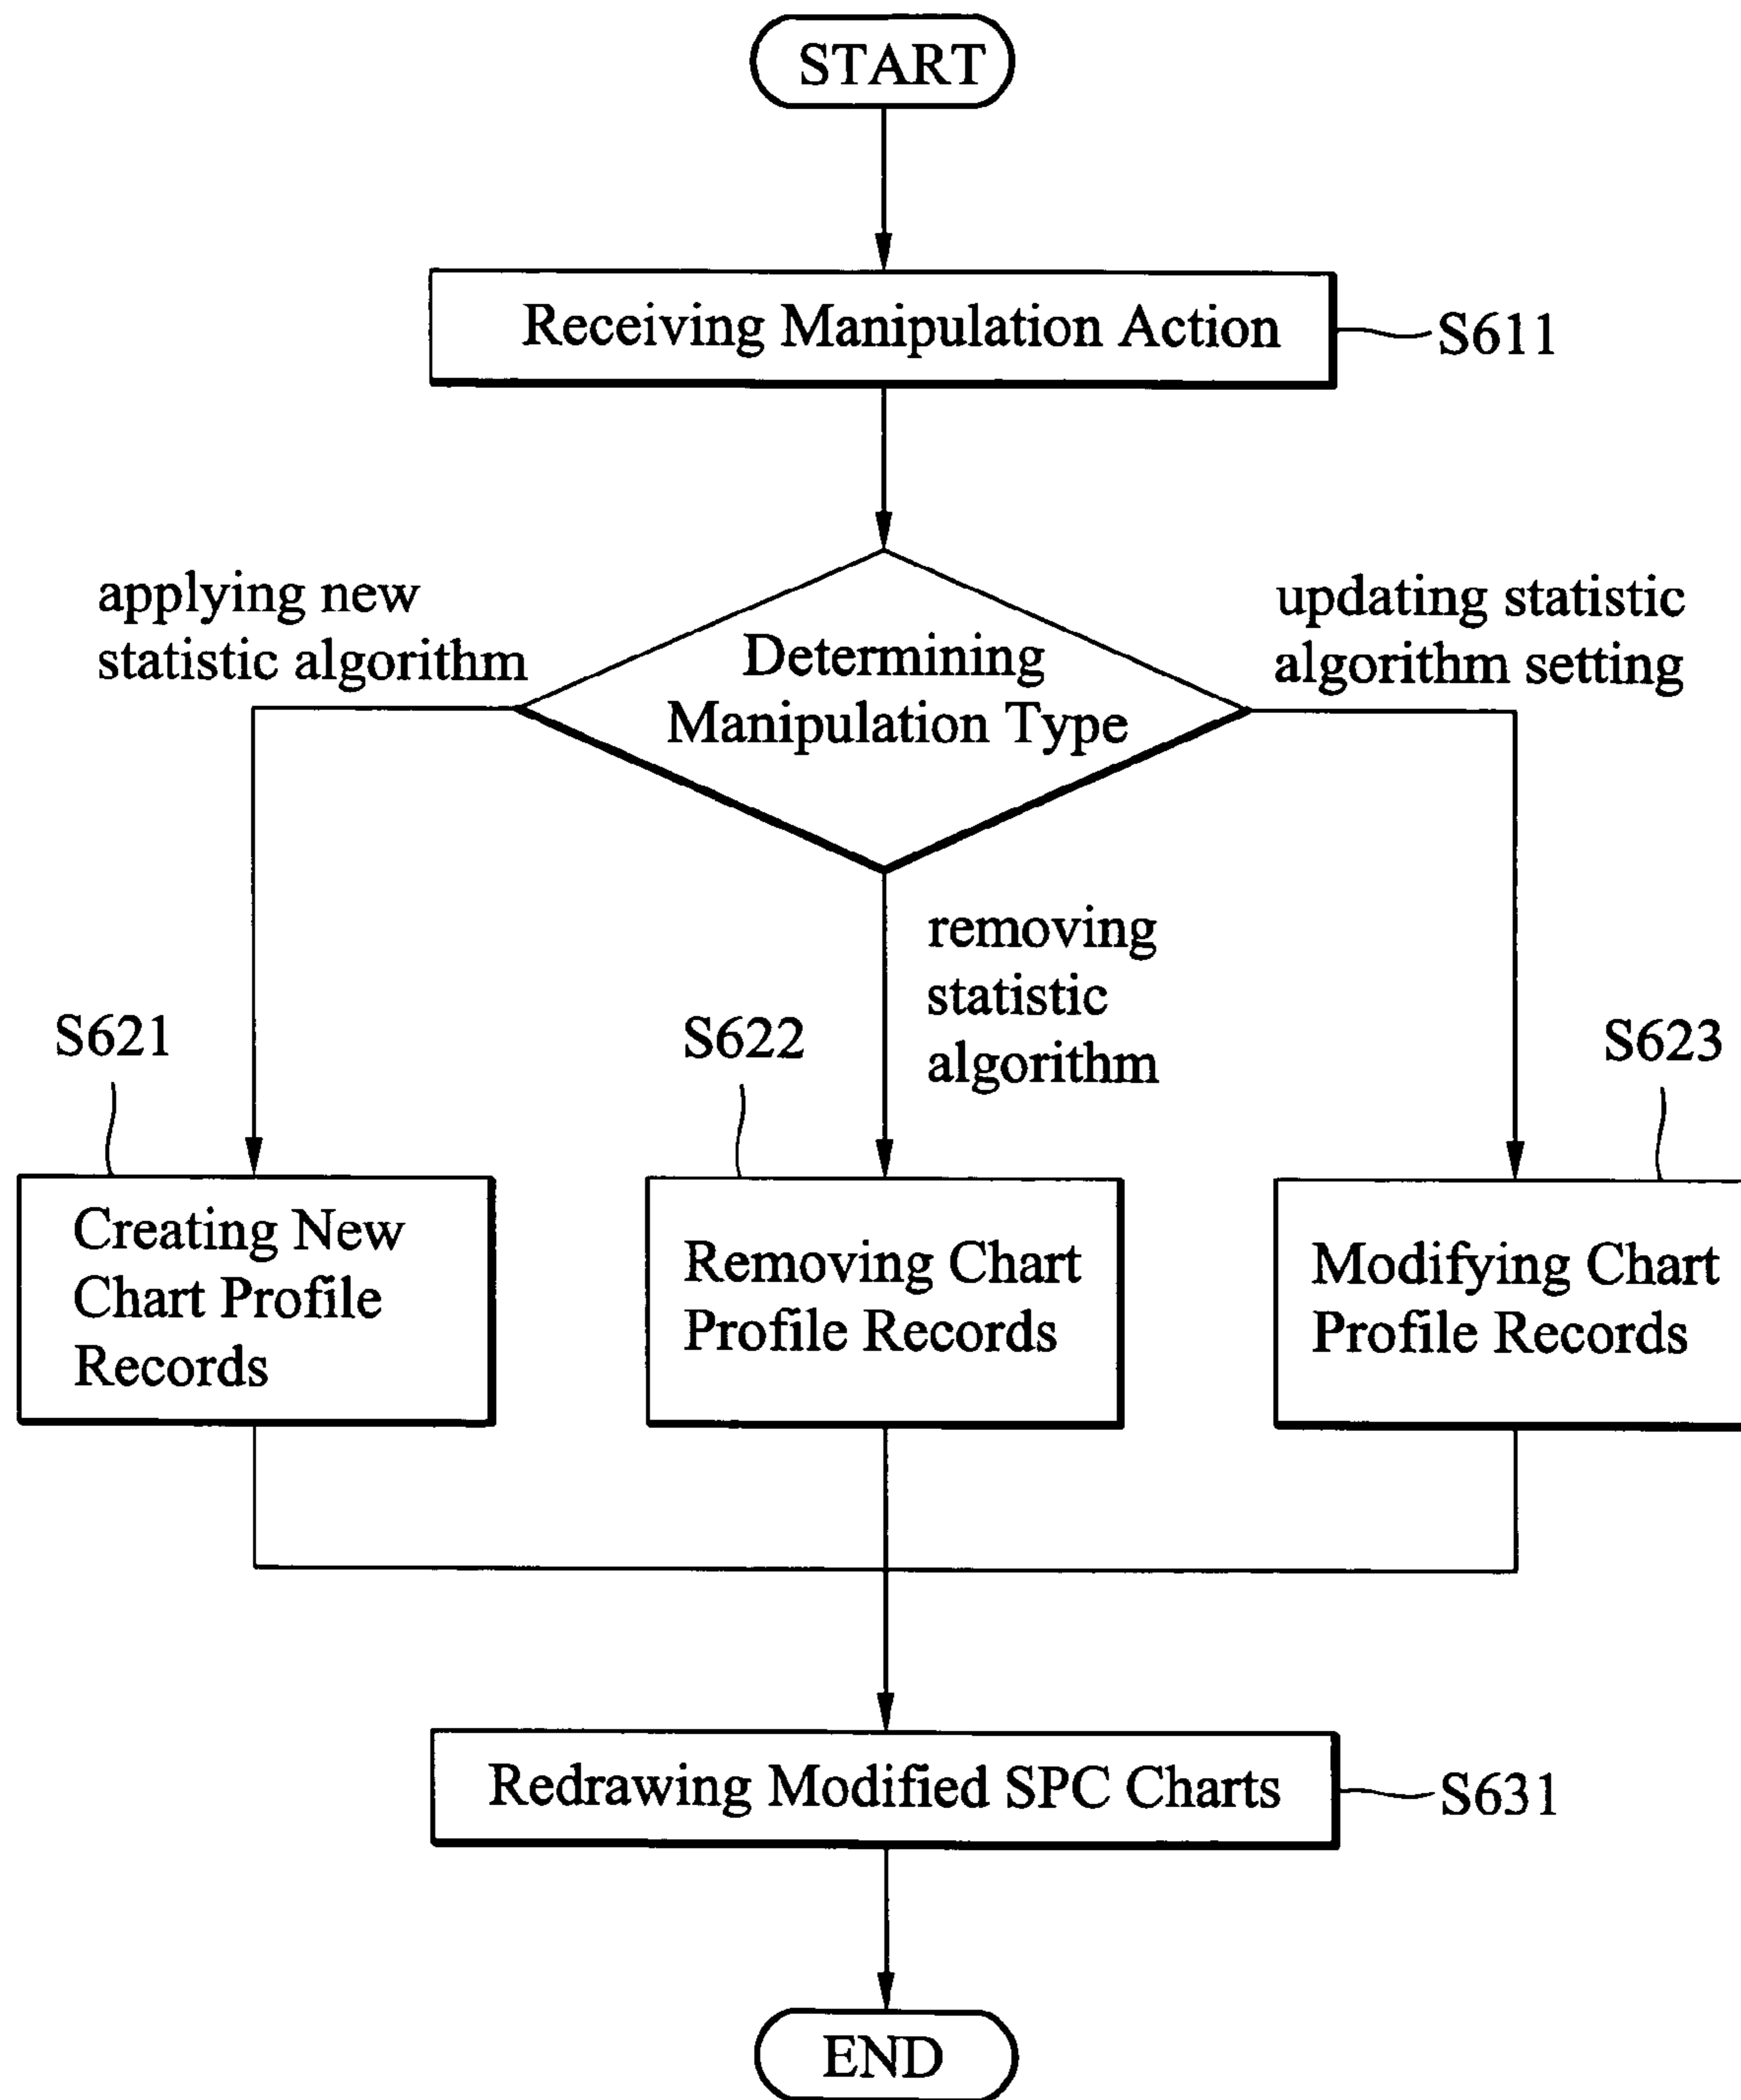 START
Receiving Manipulation Action
S611
applying new
statistic algorithm
Determining
Manipulation Type
updating statistic
algorithm setting
removing
statistic
algorithm
S621
S622
S623
Creating New
Chart Profile
Records
Removing Chart
Profile Records
Modifying Chart
Profile Records
Redrawing Modified SPC Charts
S631
END